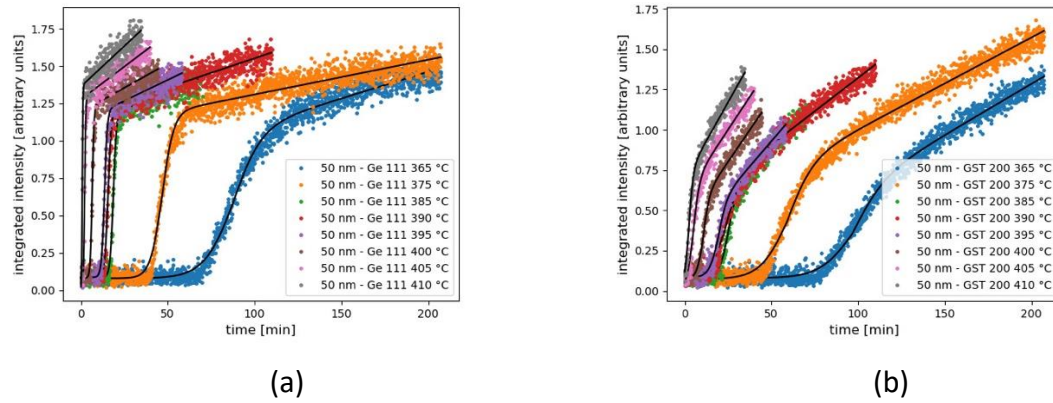 1.75
1.50
1.25
1.00
0.75
0.50
0.25
0.00
integrated intensity [arbitrary units]
50 nm - Ge 111 365 °C
50 nm - Ge 111 375 °C
50 nm - Ge 111 385 °C
50 nm - Ge 111 390 °C
50 nm - Ge 111 395 °C
50 nm - Ge 111 400 °C
50 nm - Ge 111 405 °C
50 nm - Ge 111 410 °C
0 50 100 150 200
time [min]
(a)
1.75
1.50
1.25
1.00
0.75
0.50
0.25
0.00
integrated intensity [arbitrary units]
50 nm - GST 200 365 °C
50 nm - GST 200 375 °C
50 nm - GST 200 385 °C
50 nm - GST 200 390 °C
50 nm - GST 200 395 °C
50 nm - GST 200 400 °C
50 nm - GST 200 405 °C
50 nm - GST 200 410 °C
0 50 100 150 200
time [min]
(b)